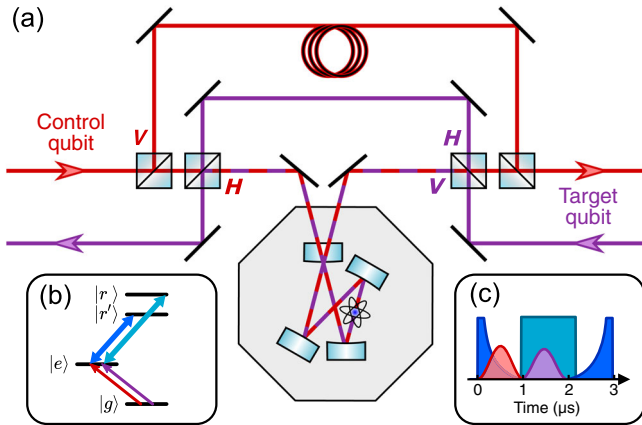 (a)
Control
qubit
V
H
H
V
Target
qubit
(b)
|r⟩
|r′⟩
|e⟩
|g⟩
(c)
0 1 2 3
Time (μs)